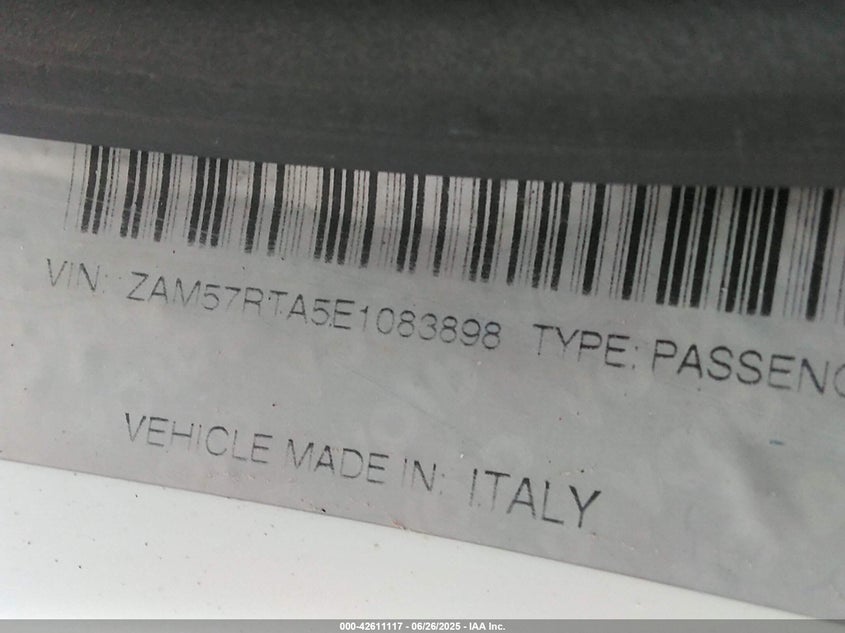 VIN: ZAM57RTA5E1083898 TYPE: PASSENG
VEHICLE MADE IN: ITALY
000-42611117 - 06/26/2025 - IAA Inc.